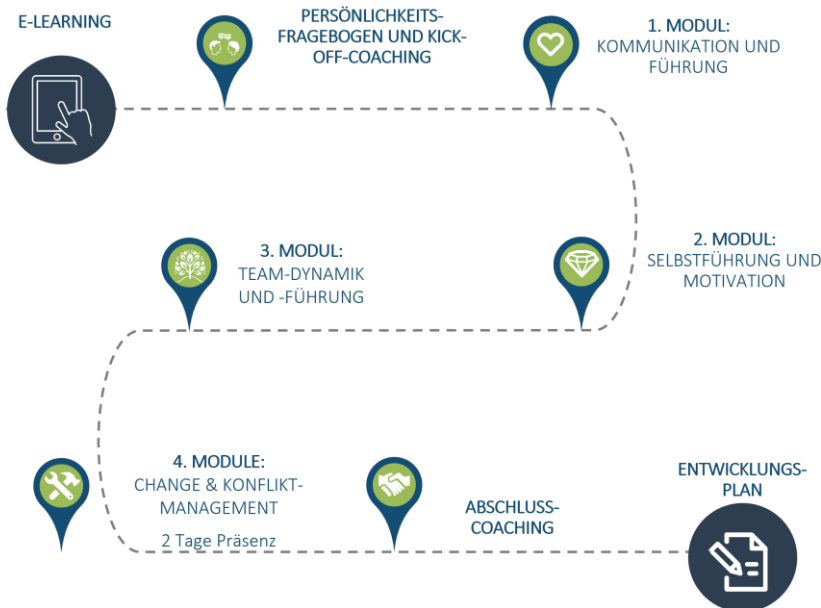 E-LEARNING
PERSÖNLICHKEITS-
FRAGEBOGEN UND KICK-
OFF-COACHING
1. MODUL:
KOMMUNIKATION UND
FÜHRUNG
2. MODUL:
SELBSTFÜHRUNG UND
MOTIVATION
3. MODUL:
TEAM-DYNAMIK
UND -FÜHRUNG
4. MODULE:
CHANGE & KONFLIKT-
MANAGEMENT
2 Tage Präsenz
ABSCHLUSS-
COACHING
ENTWICKLUNGS-
PLAN